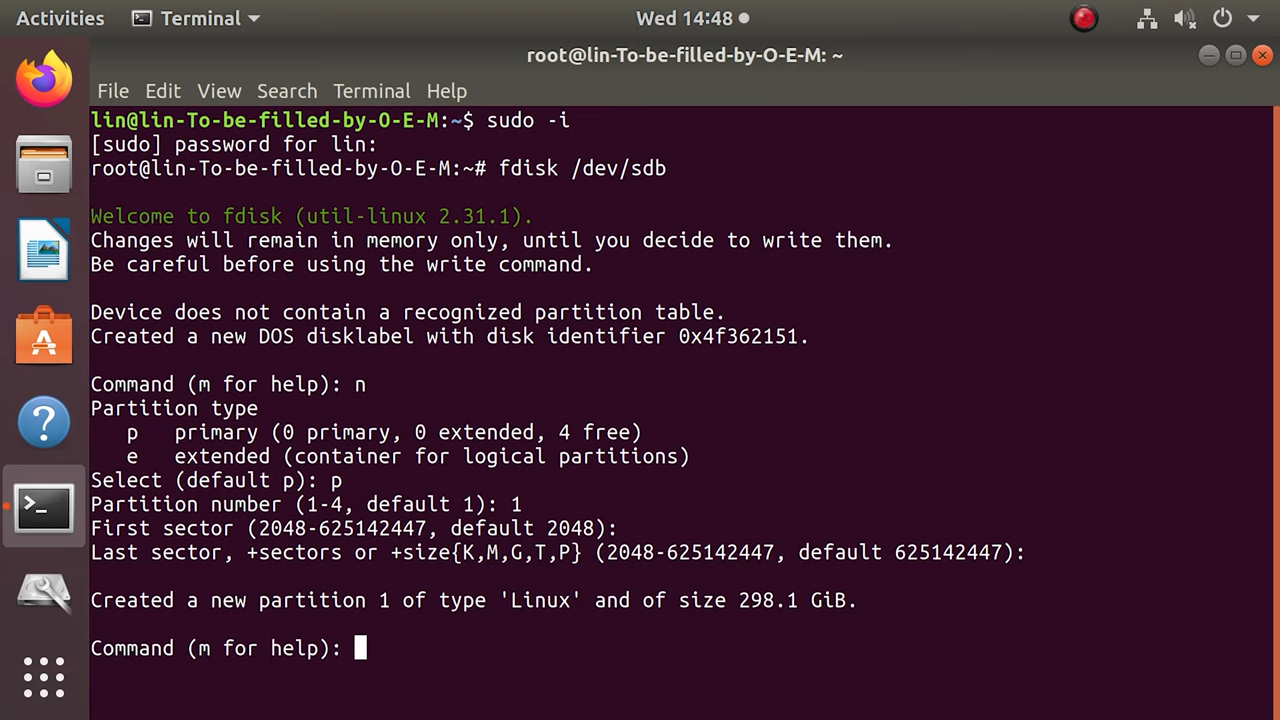 Activities Terminal Wed 14:48
root@lin-To-be-filled-by-O-E-M: ~
File Edit View Search Terminal Help
lin@lin-To-be-filled-by-O-E-M:~$ sudo -i
[sudo] password for lin:
root@lin-To-be-filled-by-O-E-M:~# fdisk /dev/sdb
Welcome to fdisk (util-linux 2.31.1).
Changes will remain in memory only, until you decide to write them.
Be careful before using the write command.
Device does not contain a recognized partition table.
Created a new DOS disklabel with disk identifier 0x4f362151.
Command (m for help): n
Partition type
p primary (0 primary, 0 extended, 4 free)
e extended (container for logical partitions)
Select (default p): p
Partition number (1-4, default 1): 1
First sector (2048-625142447, default 2048):
Last sector, +sectors or +size{K,M,G,T,P} (2048-625142447, default 625142447):
Created a new partition 1 of type 'Linux' and of size 298.1 GiB.
Command (m for help):